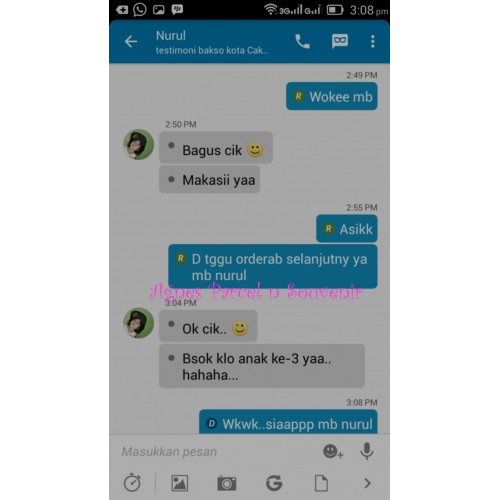 3G G 3:08 pm
Nurul
testimoni bakso kota Cak...
2:49 PM
R Wokee mb
2:50 PM
Bagus cik
Makasii yaa
2:55 PM
R Asikk
R D tggu orderab selanjutny ya
mb nurul
Agnes Parcel n Souvenir
3:04 PM
Ok cik..
Bsok klo anak ke-3 yaa..
hahaha...
3:08 PM
D Wkwk..siaappp mb nurul
Masukkan pesan
G